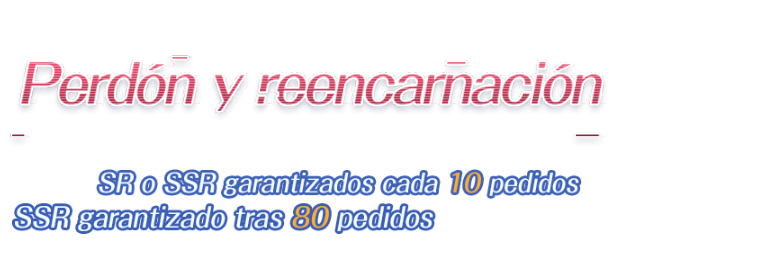 Perdón y reencarnación
SR o SSR garantizados cada 10 pedidos
SSR garantizado tras 80 pedidos